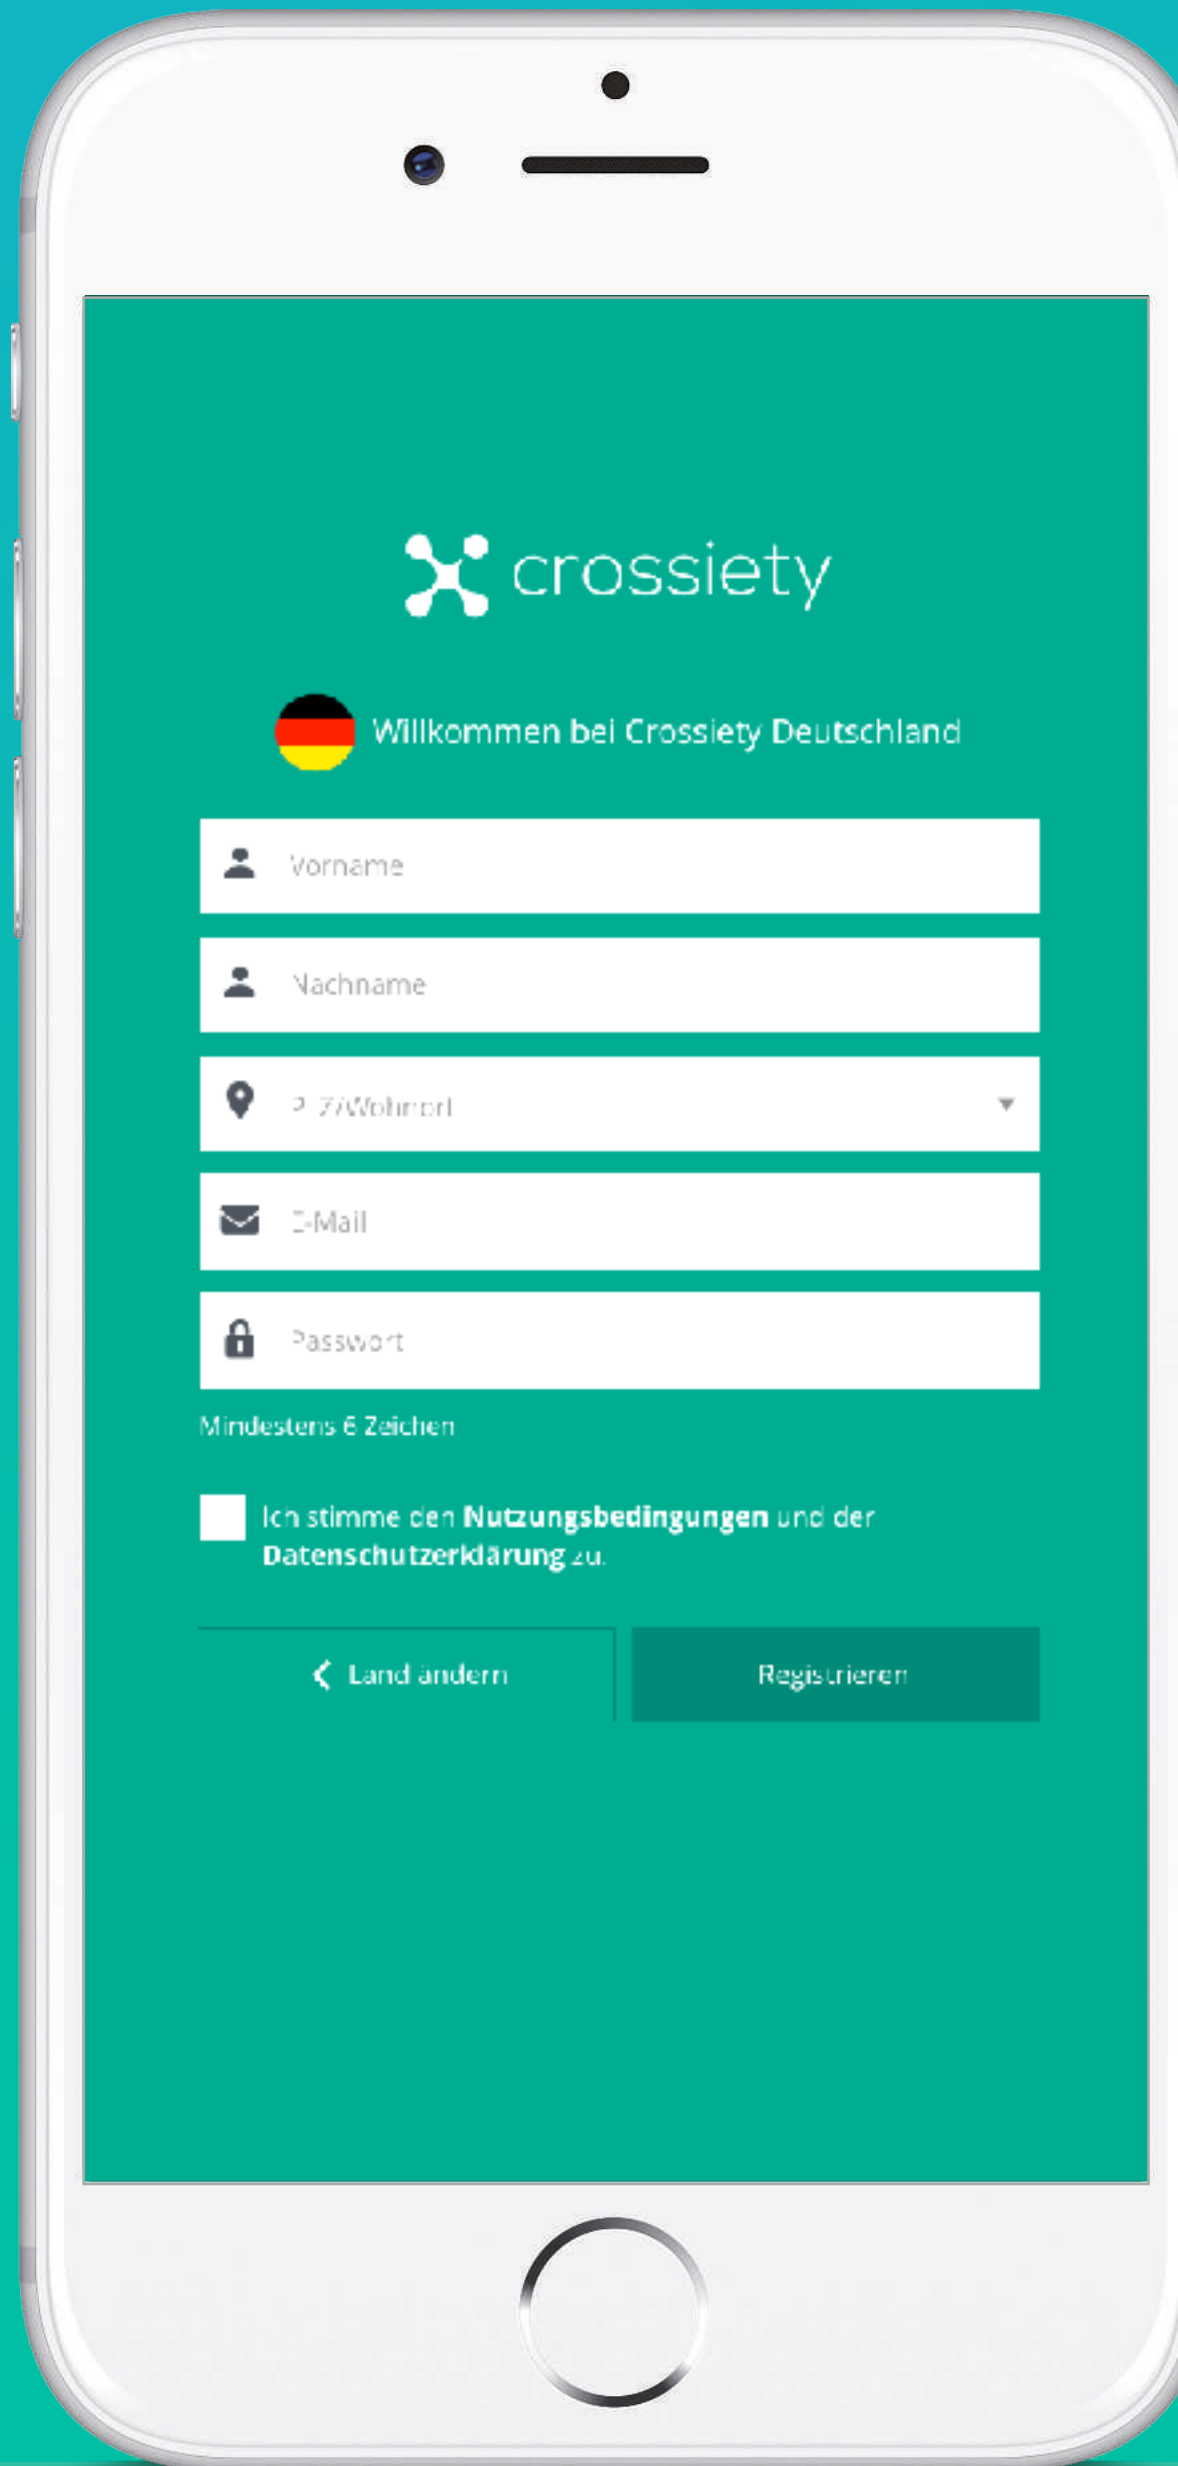 crossiety
Willkommen bei Crossiety Deutschland
Vorname
Nachname
PLZ/Wohnort
E-Mail
Passwort
Mindestens 6 Zeichen
Ich stimme den Nutzungsbedingungen und der
Datenschutzerklärung zu.
Land ändern
Registrieren